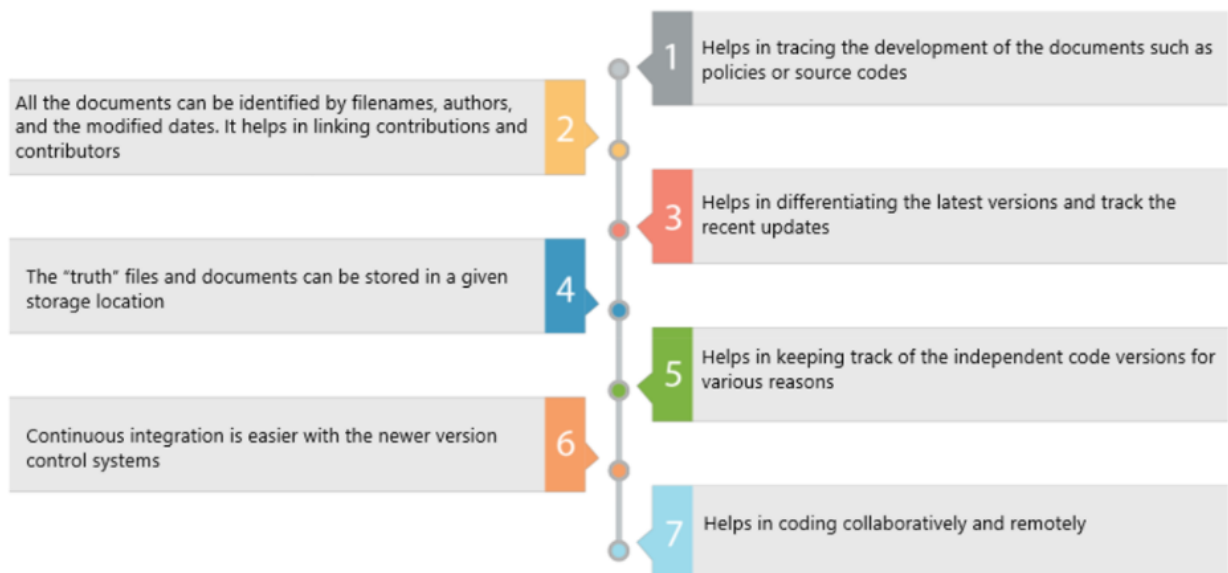 1
Helps in tracing the development of the documents such as
policies or source codes
2
All the documents can be identified by filenames, authors,
and the modified dates. It helps in linking contributions and
contributors
3
Helps in differentiating the latest versions and track the
recent updates
4
The “truth” files and documents can be stored in a given
storage location
5
Helps in keeping track of the independent code versions for
various reasons
6
Continuous integration is easier with the newer version
control systems
7
Helps in coding collaboratively and remotely